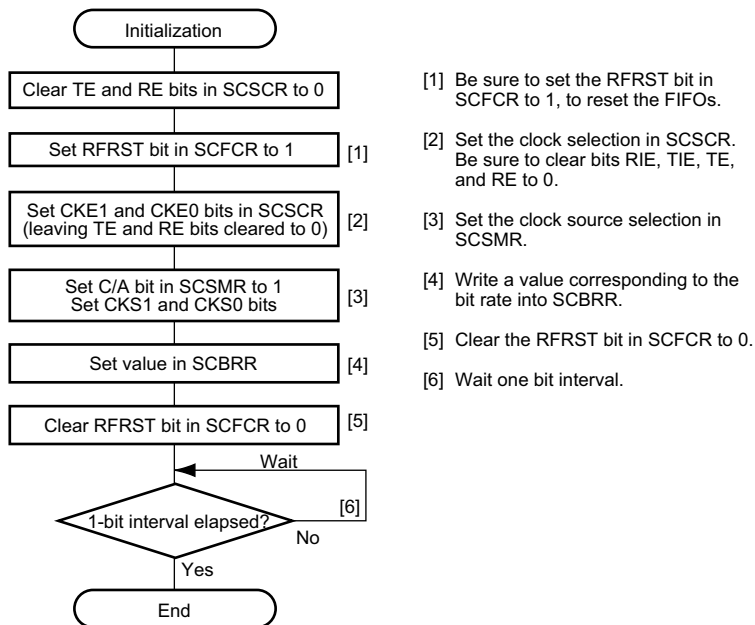 Initialization
Clear TE and RE bits in SCSCR to 0
Set RFRST bit in SCFCR to 1
[1]
Set CKE1 and CKE0 bits in SCSCR
(leaving TE and RE bits cleared to 0)
[2]
Set C/A bit in SCSMR to 1
Set CKS1 and CKS0 bits
[3]
Set value in SCBRR
[4]
Clear RFRST bit in SCFCR to 0
[5]
Wait
1-bit interval elapsed?
[6]
No
Yes
End
[1] Be sure to set the RFRST bit in
SCFCR to 1, to reset the FIFOs.
[2] Set the clock selection in SCSCR.
Be sure to clear bits RIE, TIE, TE,
and RE to 0.
[3] Set the clock source selection in
SCSMR.
[4] Write a value corresponding to the
bit rate into SCBRR.
[5] Clear the RFRST bit in SCFCR to 0.
[6] Wait one bit interval.